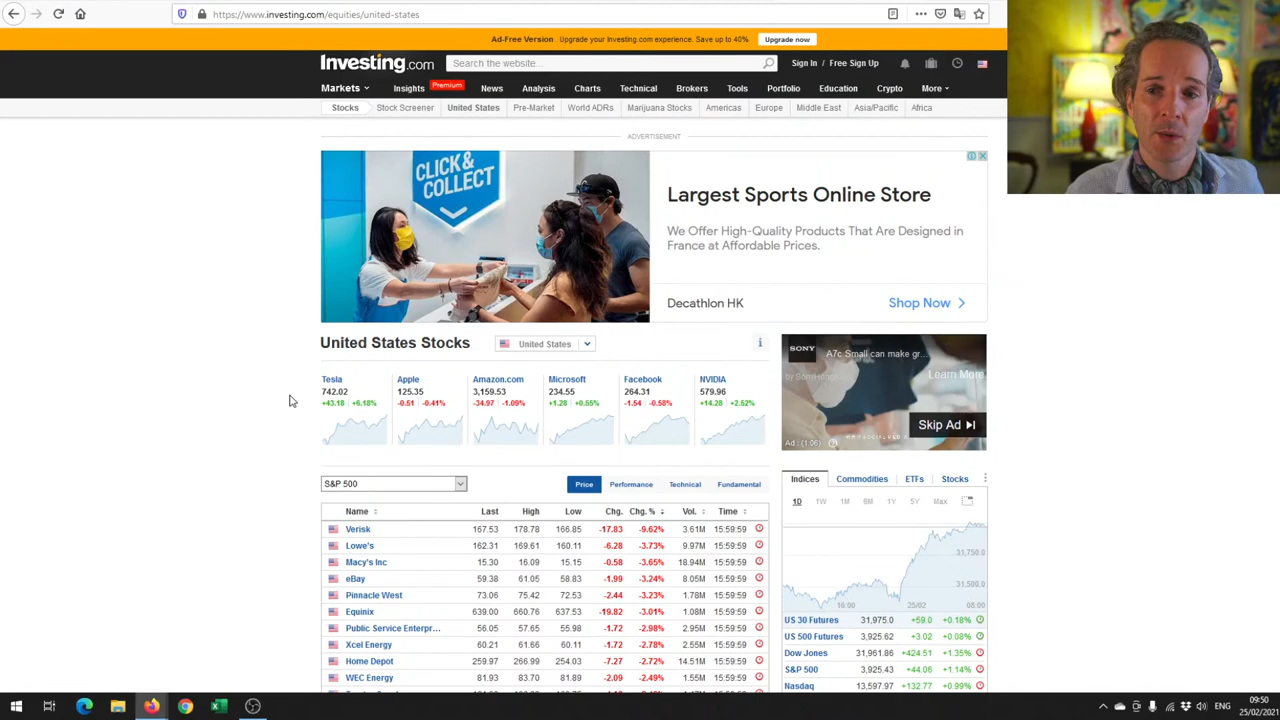 https://www.investing.com/equities/united-states
Ad-Free Version . Upgrade your Investing.com experience. Save up to 40% Upgrade now
Investing.com Search the website... Sign In / Free Sign Up
Markets Insights Premium News Analysis Charts Technical Brokers Tools Portfolio Education Crypto More
Stocks Stock Screener United States Pre-Market World ADRs Marijuana Stocks Americas Europe Middle East Asia/Pacific Africa
ADVERTISEMENT
CLICK &
COLLECT
Largest Sports Online Store
We Offer High-Quality Products That Are Designed in
France at Affordable Prices.
Decathlon HK Shop Now
United States Stocks United States
Tesla Apple Amazon.com Microsoft Facebook NVIDIA
742.02 125.35 3,159.53 234.55 264.31 579.96
+43.18 +6.18% -0.51 -0.41% -34.97 -1.09% +1.28 +0.55% -1.54 -0.58% +14.28 +2.52%
SONY A7c Small can make gr...
Learn More
Skip Ad
Ad : (1:06)
S&P 500 Price Performance Technical Fundamental
Name Last High Low Chg. Chg. % Vol. Time
Verisk 167.53 178.78 166.85 -17.83 -9.62% 3.61M 15:59:59
Lowe's 162.31 169.61 160.11 -6.28 -3.73% 9.97M 15:59:59
Macy's Inc 15.30 16.09 15.15 -0.58 -3.65% 18.94M 15:59:59
eBay 59.38 61.05 58.83 -1.99 -3.24% 8.05M 15:59:59
Pinnacle West 73.06 75.42 72.53 -2.44 -3.23% 1.78M 15:59:59
Equinix 639.00 660.76 637.53 -19.82 -3.01% 1.08M 15:59:59
Public Service Enterpr... 56.05 57.65 55.98 -1.72 -2.98% 2.95M 15:59:59
Xcel Energy 60.21 61.66 60.11 -1.72 -2.78% 2.55M 15:59:59
Home Depot 259.97 266.99 254.03 -7.27 -2.72% 14.51M 15:59:59
WEC Energy 81.93 83.70 81.89 -2.09 -2.49% 1.55M 15:59:59
Indices Commodities ETFs Stocks
1D 1W 1M 6M 1Y 5Y Max
31,750.0
31,500.0
16:00 25/02 08:00
US 30 Futures 31,975.0 +59.0 +0.18%
US 500 Futures 3,925.62 +3.02 +0.08%
Dow Jones 31,961.86 +424.51 +1.35%
S&P 500 3,925.43 +44.06 +1.14%
Nasdaq 13,597.97 +132.77 +0.99%
ENG
09:50
25/02/2021